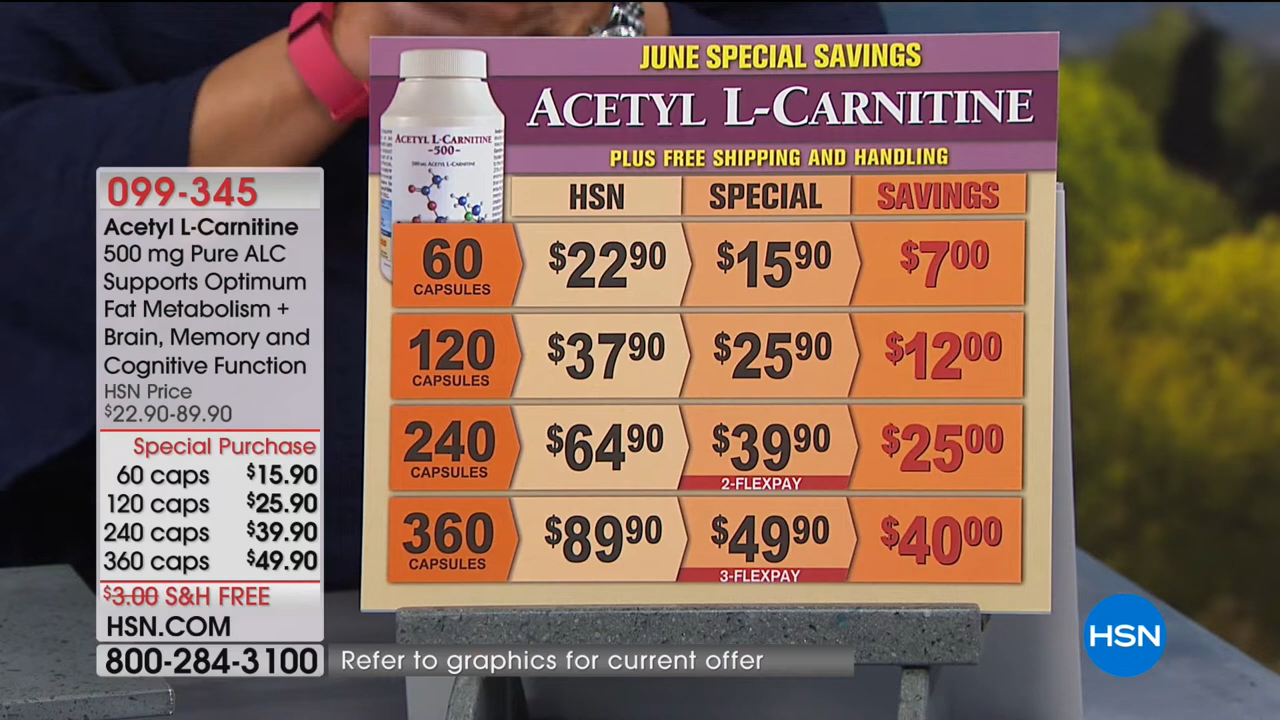 JUNE SPECIAL SAVINGS
ACETYL L-CARNITINE
PLUS FREE SHIPPING AND HANDLING
ACETYL L-CARNITINE
-500-
500 MG ACETYL L-CARNITINE
HSN SPECIAL SAVINGS
60 CAPSULES $22.90 $15.90 $7.00
120 CAPSULES $37.90 $25.90 $12.00
240 CAPSULES $64.90 $39.90 $25.00
2-FLEXPAY
360 CAPSULES $89.90 $49.90 $40.00
3-FLEXPAY
099-345
Acetyl L-Carnitine
500 mg Pure ALC
Supports Optimum
Fat Metabolism +
Brain, Memory and
Cognitive Function
HSN Price
$22.90-89.90
Special Purchase
60 caps $15.90
120 caps $25.90
240 caps $39.90
360 caps $49.90
$3.00 S&H FREE
HSN.COM
800-284-3100
Refer to graphics for current offer
HSN